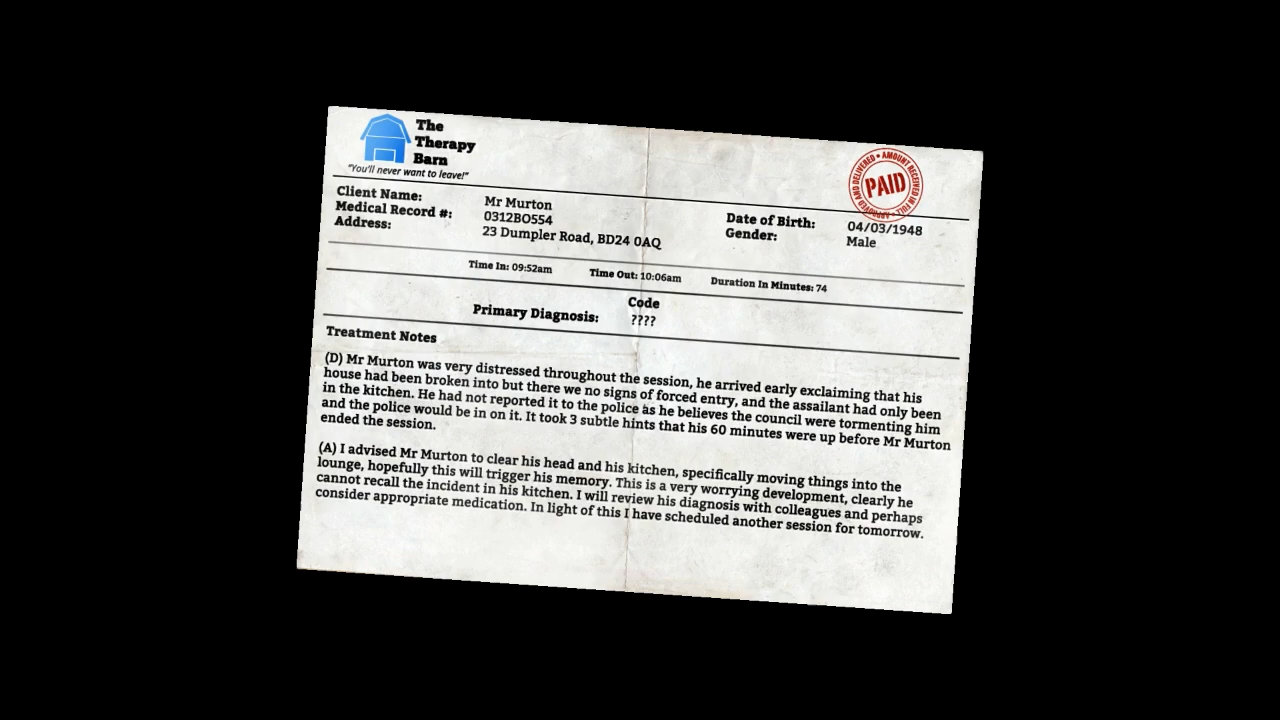 The
Therapy
Barn
"You'll never want to leave!"
AND DELIVERED • AMOUNT RECEIVED IN FULL
PAID
Client Name: Mr Murton
Medical Record #: 0312BO554
Address: 23 Dumpler Road, BD24 0AQ
Date of Birth: 04/03/1948
Gender: Male
Time In: 09:52am Time Out: 10:06am Duration In Minutes: 74
Code
Primary Diagnosis: ????
Treatment Notes
(D) Mr Murton was very distressed throughout the session, he arrived early exclaiming that his
house had been broken into but there we no signs of forced entry, and the assailant had only been
in the kitchen. He had not reported it to the police as he believes the council were tormenting him
and the police would be in on it. It took 3 subtle hints that his 60 minutes were up before Mr Murton
ended the session.
(A) I advised Mr Murton to clear his head and his kitchen, specifically moving things into the
lounge, hopefully this will trigger his memory. This is a very worrying development, clearly he
cannot recall the incident in his kitchen. I will review his diagnosis with colleagues and perhaps
consider appropriate medication. In light of this I have scheduled another session for tomorrow.